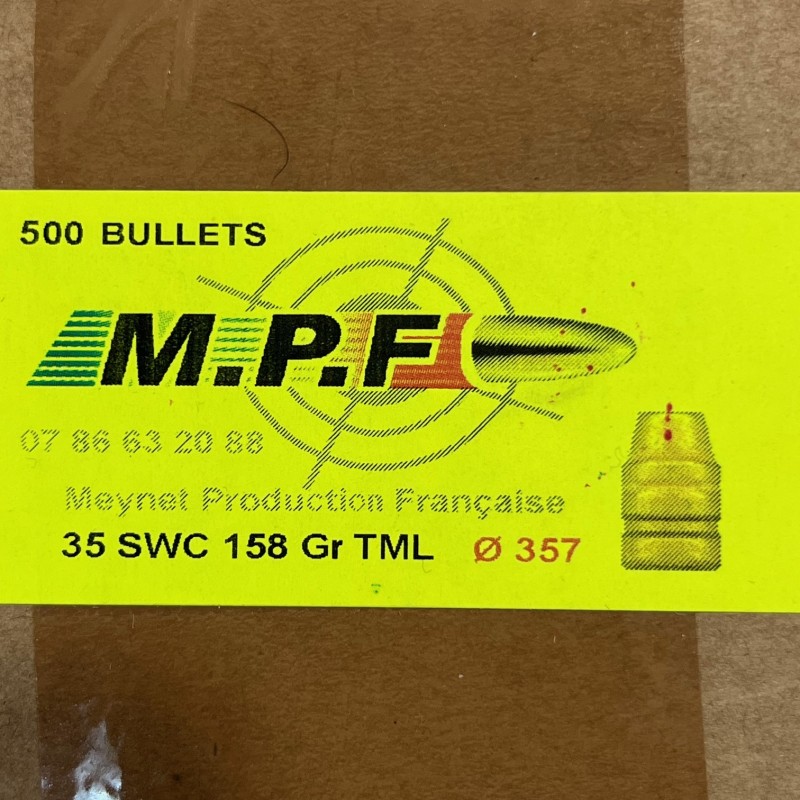 500 BULLETS
M.P.F
07 86 63 20 88
Meynet Production Française
35 SWC 158 Gr TML Ø 357